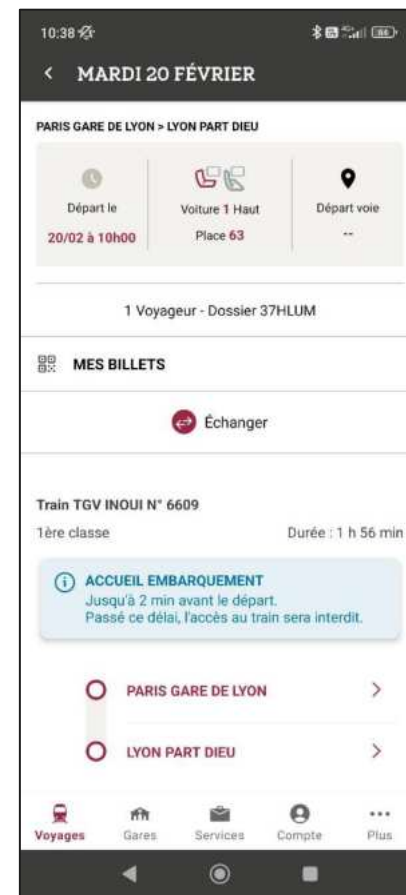 10:38
84
< MARDI 20 FÉVRIER
PARIS GARE DE LYON > LYON PART DIEU
Départ le
20/02 à 10h00
Voiture 1 Haut
Place 63
Départ voie
--
1 Voyageur - Dossier 37HLUM
MES BILLETS
Échanger
Train TGV INOUI N° 6609
1ère classe
Durée : 1 h 56 min
ACCUEIL EMBARQUEMENT
Jusqu'à 2 min avant le départ.
Passé ce délai, l'accès au train sera interdit.
PARIS GARE DE LYON >
LYON PART DIEU >
Voyages Gares Services Compte Plus